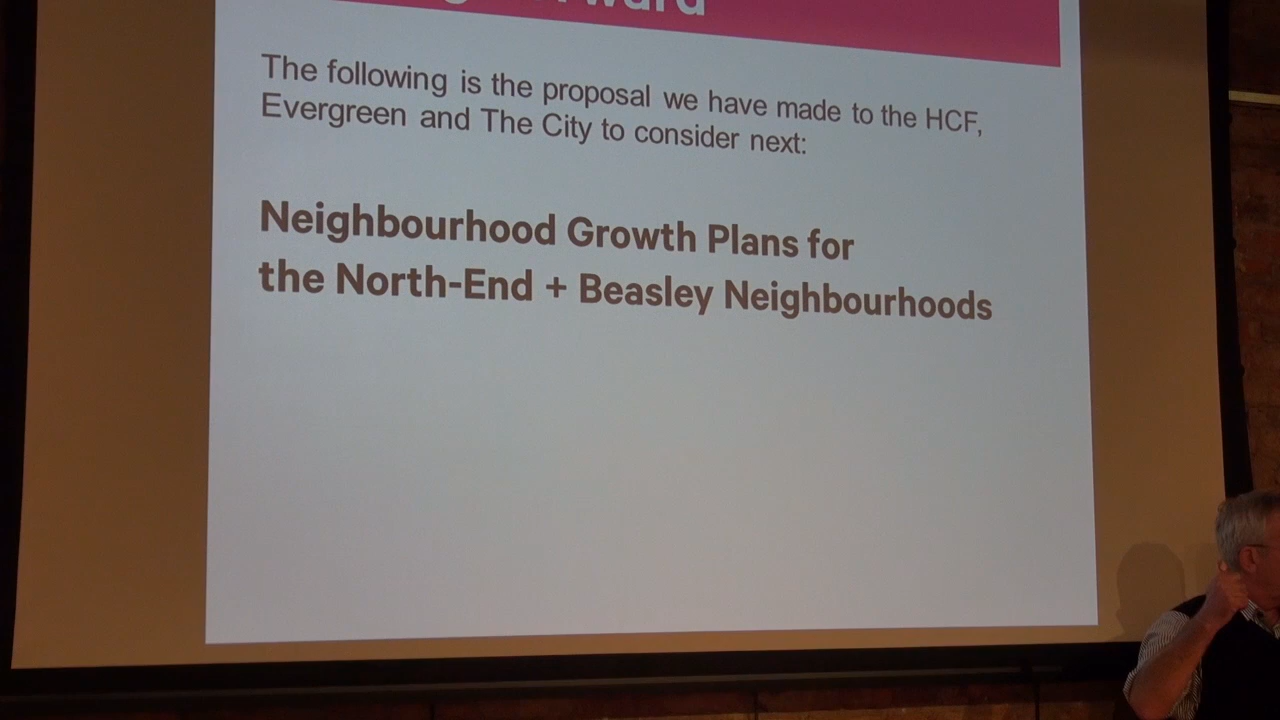 The following is the proposal we have made to the HCF,
Evergreen and The City to consider next:
Neighbourhood Growth Plans for
the North-End + Beasley Neighbourhoods